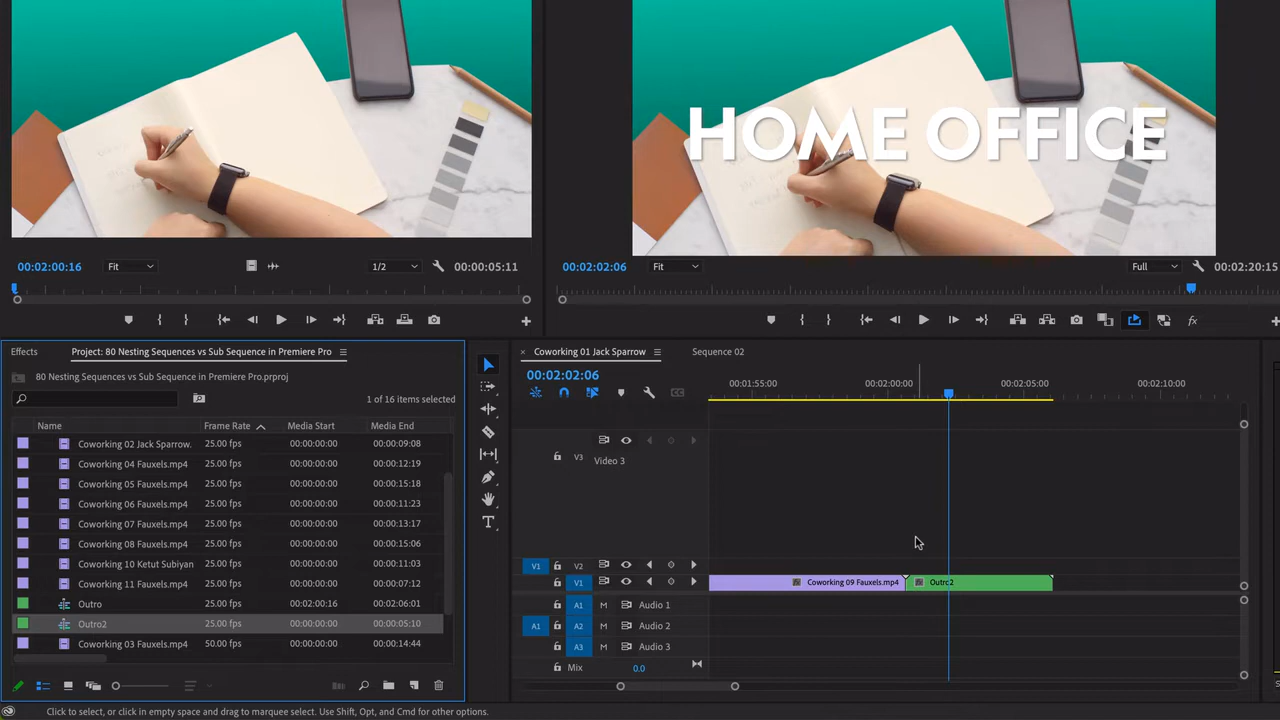 HOME OFFICE
00:02:00:16 Fit 1/2 00:00:05:11
00:02:02:06 Fit Full 00:02:20:15
fx
Effects Project: 80 Nesting Sequences vs Sub Sequence in Premiere Pro
80 Nesting Sequences vs Sub Sequence in Premiere Pro.prproj
1 of 16 items selected
Name Frame Rate Media Start Media End
Coworking 02 Jack Sparrow. 25.00 fps 00:00:00:00 00:00:09:08
Coworking 04 Fauxels.mp4 25.00 fps 00:00:00:00 00:00:12:19
Coworking 05 Fauxels.mp4 25.00 fps 00:00:00:00 00:00:15:18
Coworking 06 Fauxels.mp4 25.00 fps 00:00:00:00 00:00:11:23
Coworking 07 Fauxels.mp4 25.00 fps 00:00:00:00 00:00:13:17
Coworking 08 Fauxels.mp4 25.00 fps 00:00:00:00 00:00:15:06
Coworking 10 Ketut Subiyan 25.00 fps 00:00:00:00 00:00:00:13
Coworking 11 Fauxels.mp4 25.00 fps 00:00:00:00 00:00:07:12
Outro 25.00 fps 00:02:00:16 00:02:06:01
Outro2 25.00 fps 00:00:00:00 00:00:05:10
Coworking 03 Fauxels.mp4 50.00 fps 00:00:00:00 00:00:14:44
Coworking 01 Jack Sparrow Sequence 02
00:02:02:06
00:01:55:00 00:02:00:00 00:02:05:00 00:02:10:00
V3 Video 3
V1 V2
V1 Coworking 09 Fauxels.mp4 Outro2
A1 M Audio 1
A1 A2 M Audio 2
A3 M Audio 3
Mix 0.0
Click to select, or click in empty space and drag to marquee select. Use Shift, Opt, and Cmd for other options.